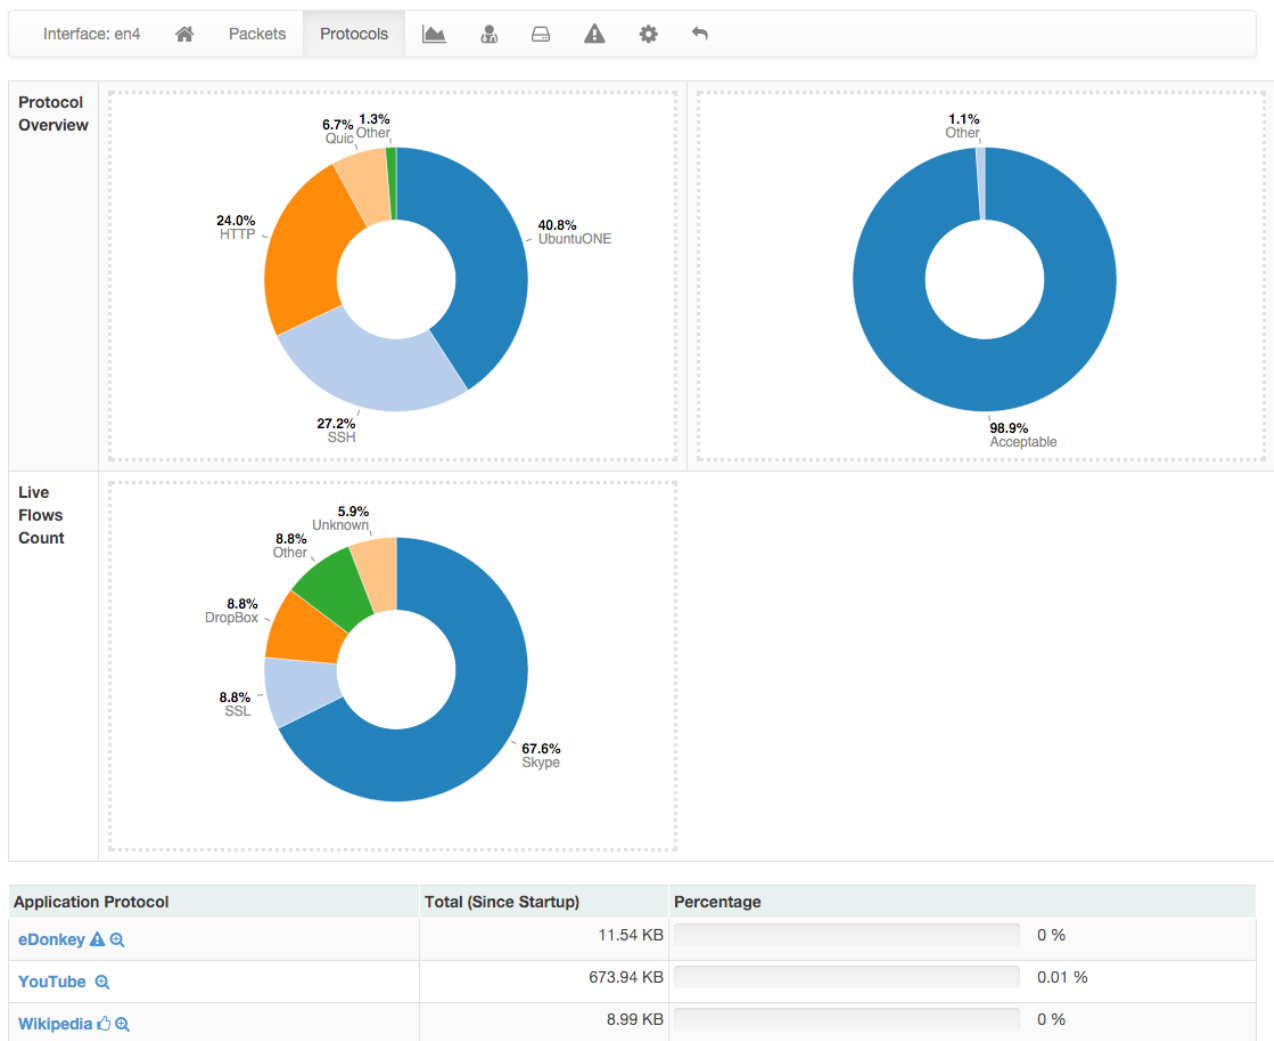 Interface: en4 Packets Protocols
Protocol
Overview
6.7%
Quic
1.3%
Other
24.0%
HTTP
40.8%
UbuntuONE
27.2%
SSH
1.1%
Other
98.9%
Acceptable
Live
Flows
Count
5.9%
Unknown
8.8%
Other
8.8%
DropBox
8.8%
SSL
67.6%
Skype
Application Protocol Total (Since Startup) Percentage
eDonkey 11.54 KB 0 %
YouTube 673.94 KB 0.01 %
Wikipedia 8.99 KB 0 %